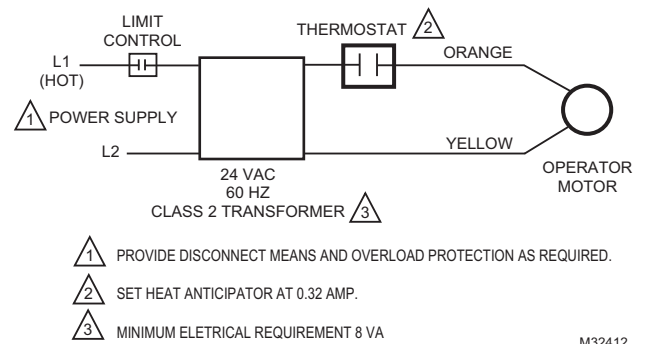 LIMIT
CONTROL
THERMOSTAT 2
L1
(HOT)
ORANGE
1 POWER SUPPLY
L2
YELLOW
OPERATOR
MOTOR
24 VAC
60 HZ
CLASS 2 TRANSFORMER 3
1 PROVIDE DISCONNECT MEANS AND OVERLOAD PROTECTION AS REQUIRED.
2 SET HEAT ANTICIPATOR AT 0.32 AMP.
3 MINIMUM ELETRICAL REQUIREMENT 8 VA
M32412